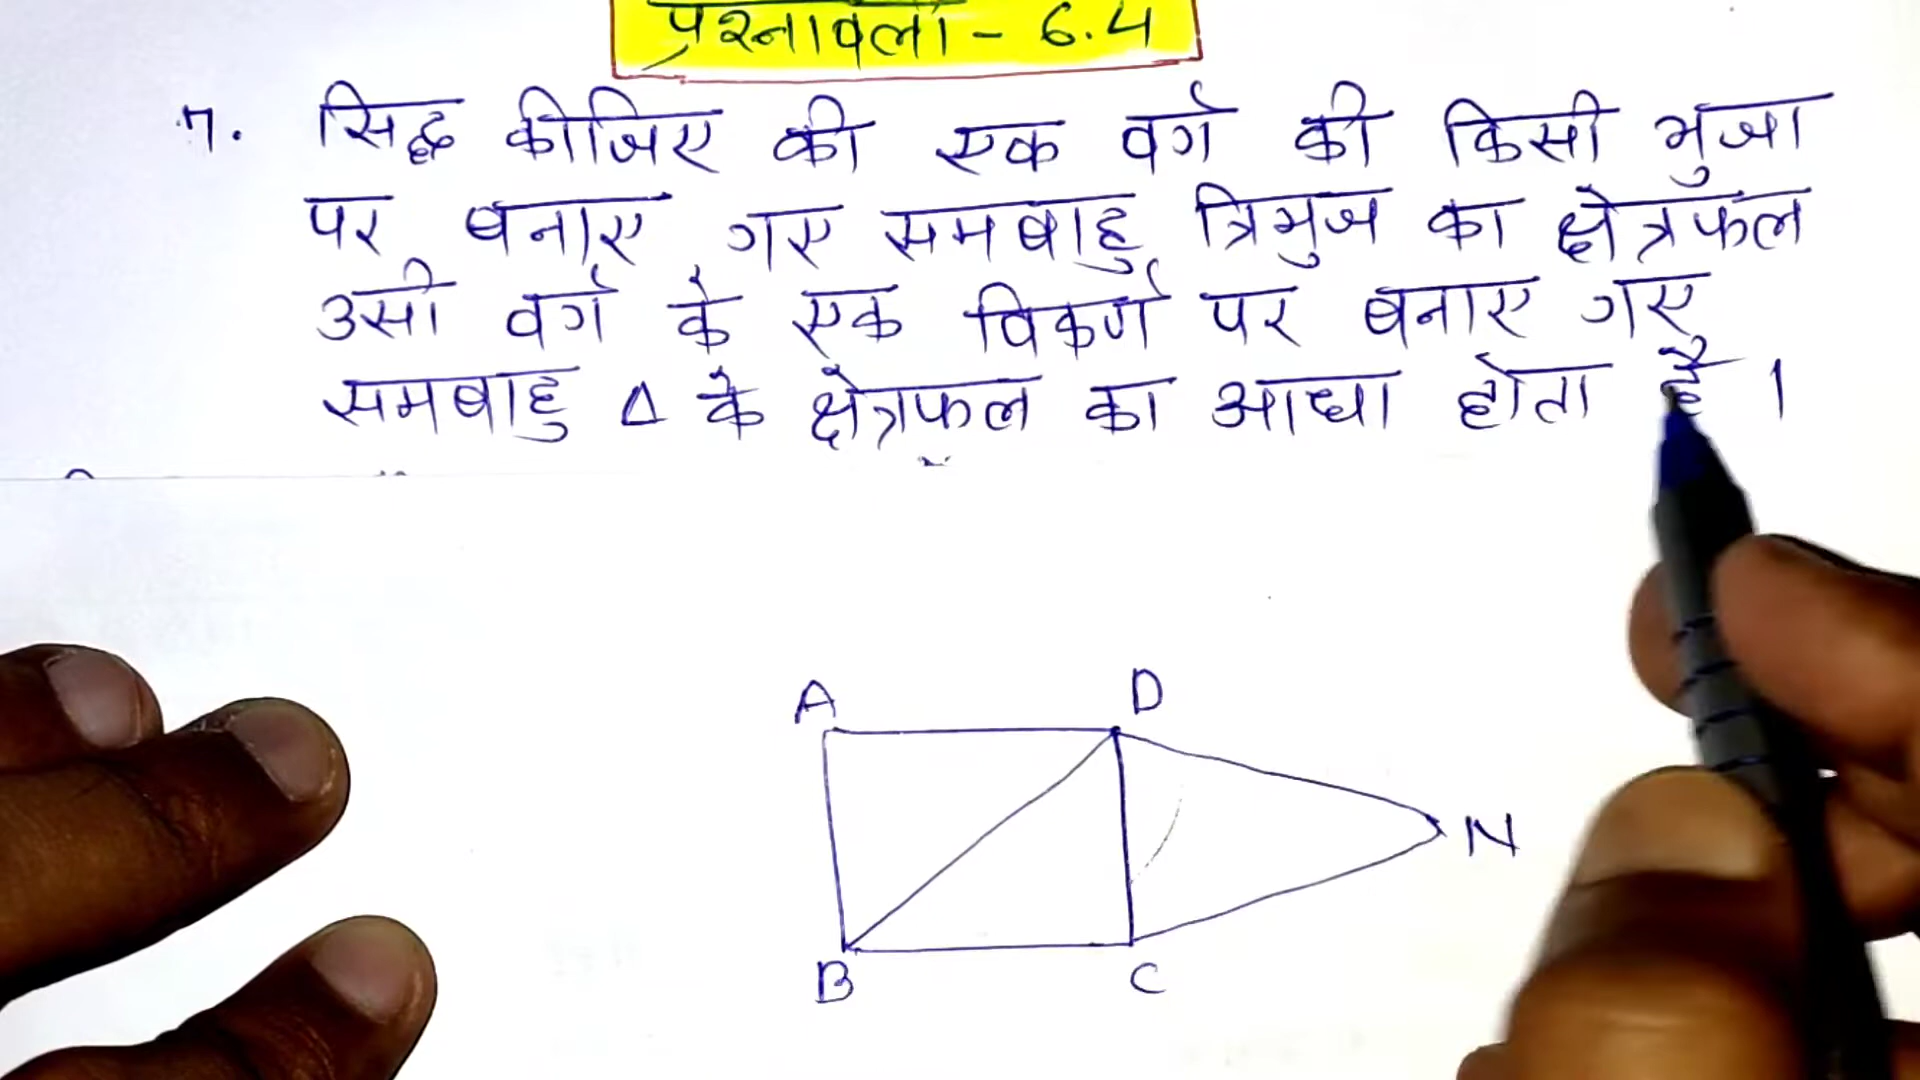 प्रश्नावली - 6.4
7. सिद्ध कीजिए की एक वर्ग की किसी भुजा
पर बनाए गए समबाहु त्रिभुज का क्षेत्रफल
उसी वर्ग के एक विकर्ण पर बनाए गए
समबाहु Δ के क्षेत्रफल का आधा होता है।
A D
N
B C